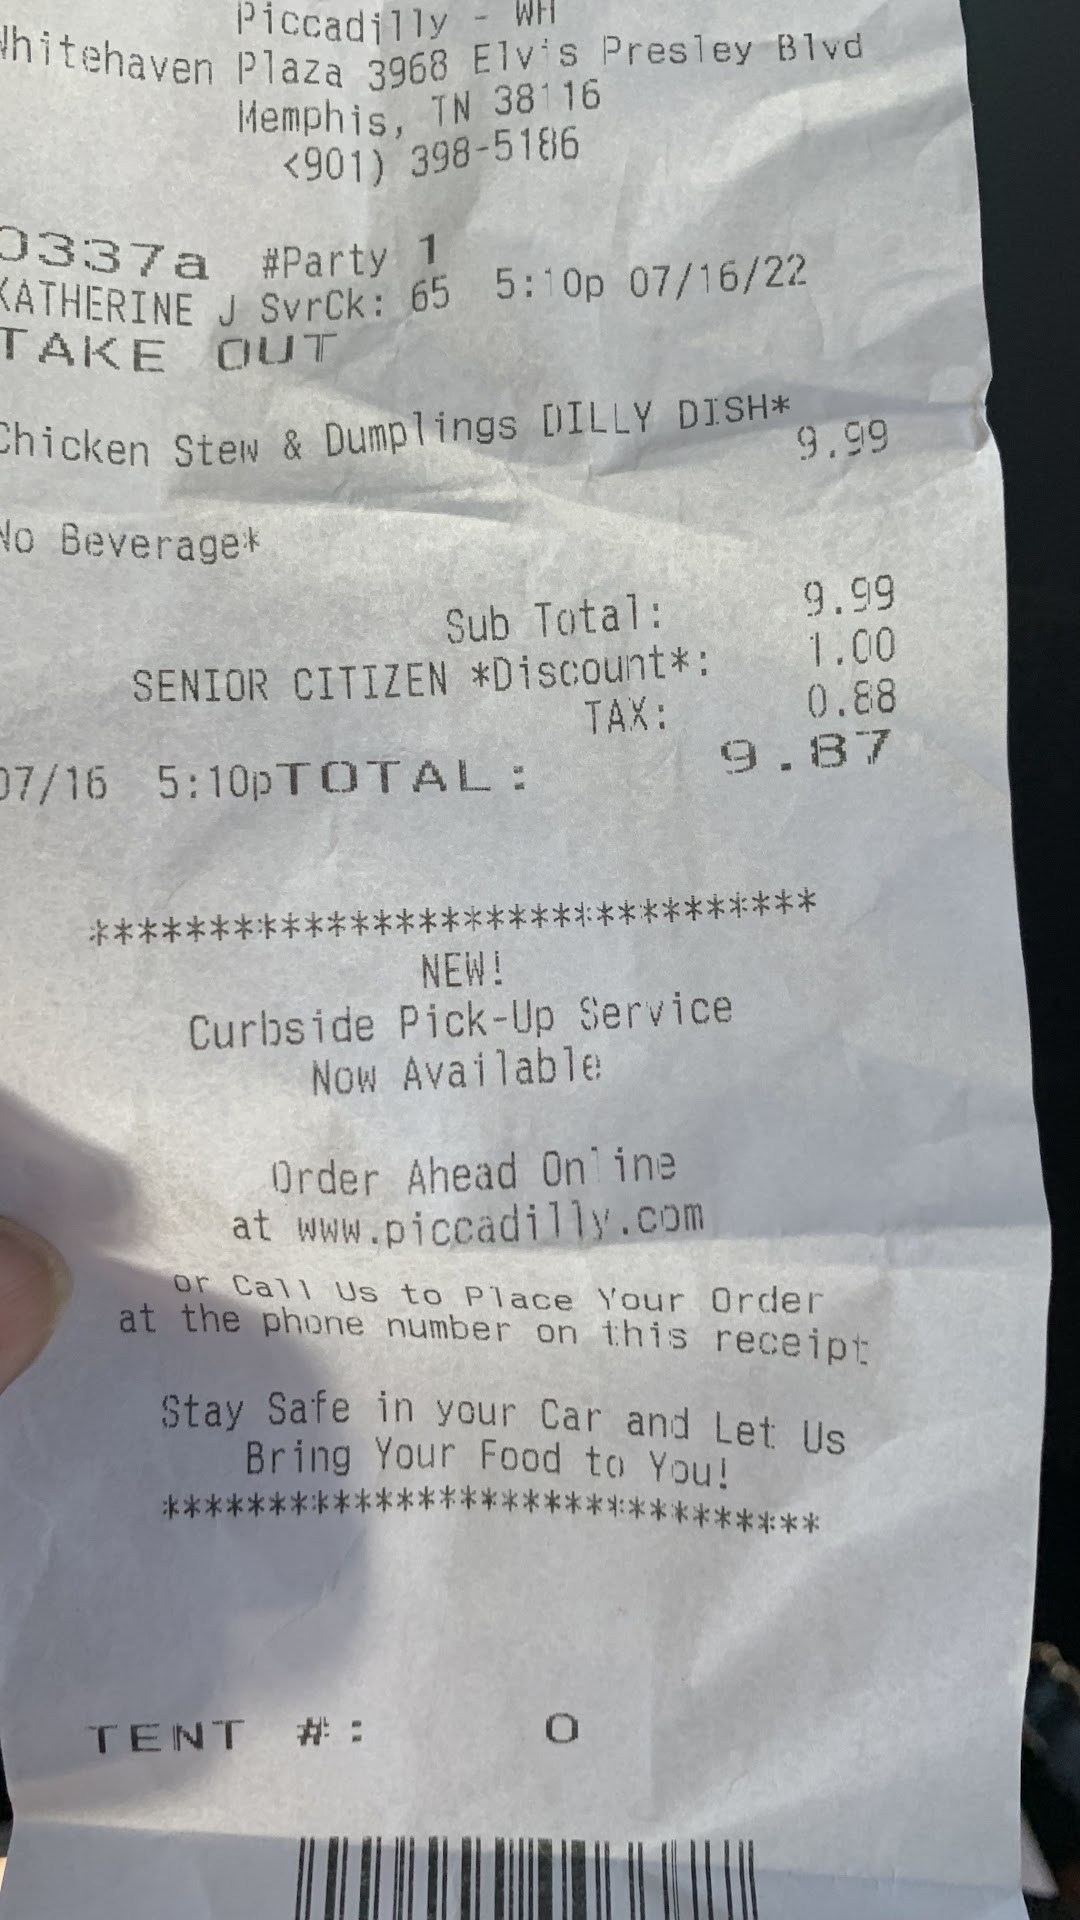 Piccadilly - WH
Whitehaven Plaza 3968 Elvis Presley Blvd
Memphis, TN 38116
<901) 398-5186
0337a #Party 1
KATHERINE J SvrCk: 65 5:10p 07/16/22
TAKE OUT
Chicken Stew & Dumplings DILLY DISH*
9.99
No Beverage*
Sub Total: 9.99
SENIOR CITIZEN *Discount*: 1.00
TAX: 0.88
07/16 5:10pTOTAL: 9.87
*******************************
NEW!
Curbside Pick-Up Service
Now Available
Order Ahead Online
at www.piccadilly.com
or Call Us to Place Your Order
at the phone number on this receipt
Stay Safe in your Car and Let Us
Bring Your Food to You!
*******************************
TENT #: 0